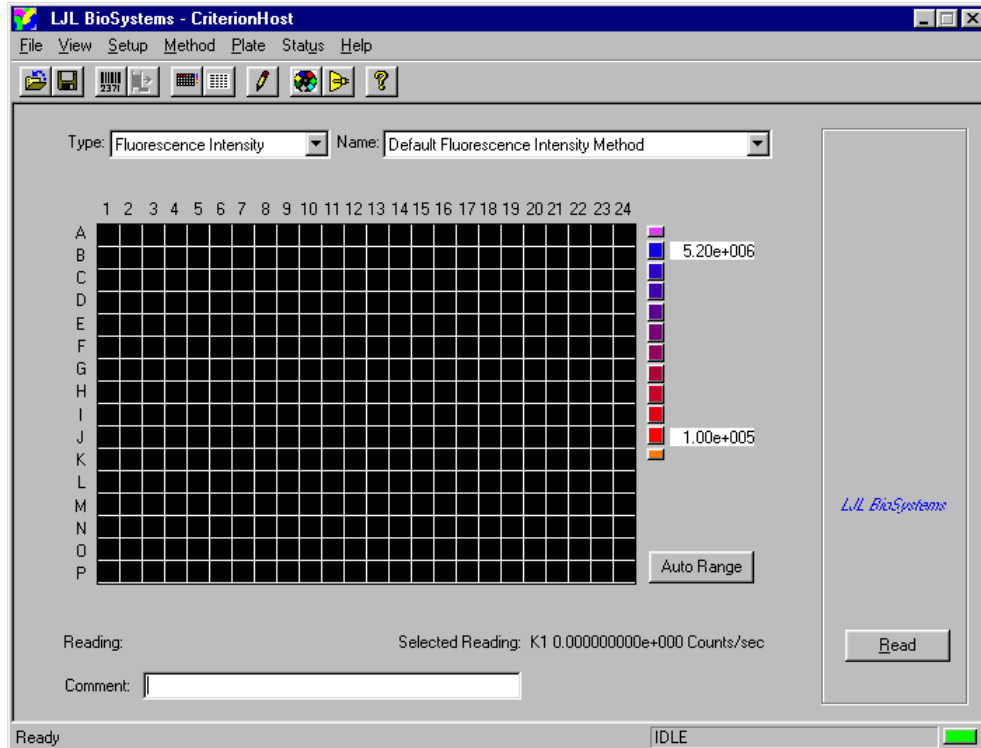 LJL BioSystems - CriterionHost
File View Setup Method Plate Status Help
2371
Type: Fluorescence Intensity Name: Default Fluorescence Intensity Method
1 2 3 4 5 6 7 8 9 10 11 12 13 14 15 16 17 18 19 20 21 22 23 24
A
B
5.20e+006
C
D
E
F
G
H
I
J
1.00e+005
K
L
M
LJL BioSystems
N
O
P
Auto Range
Reading: Selected Reading: K1 0.000000000e+000 Counts/sec
Read
Comment:
Ready IDLE